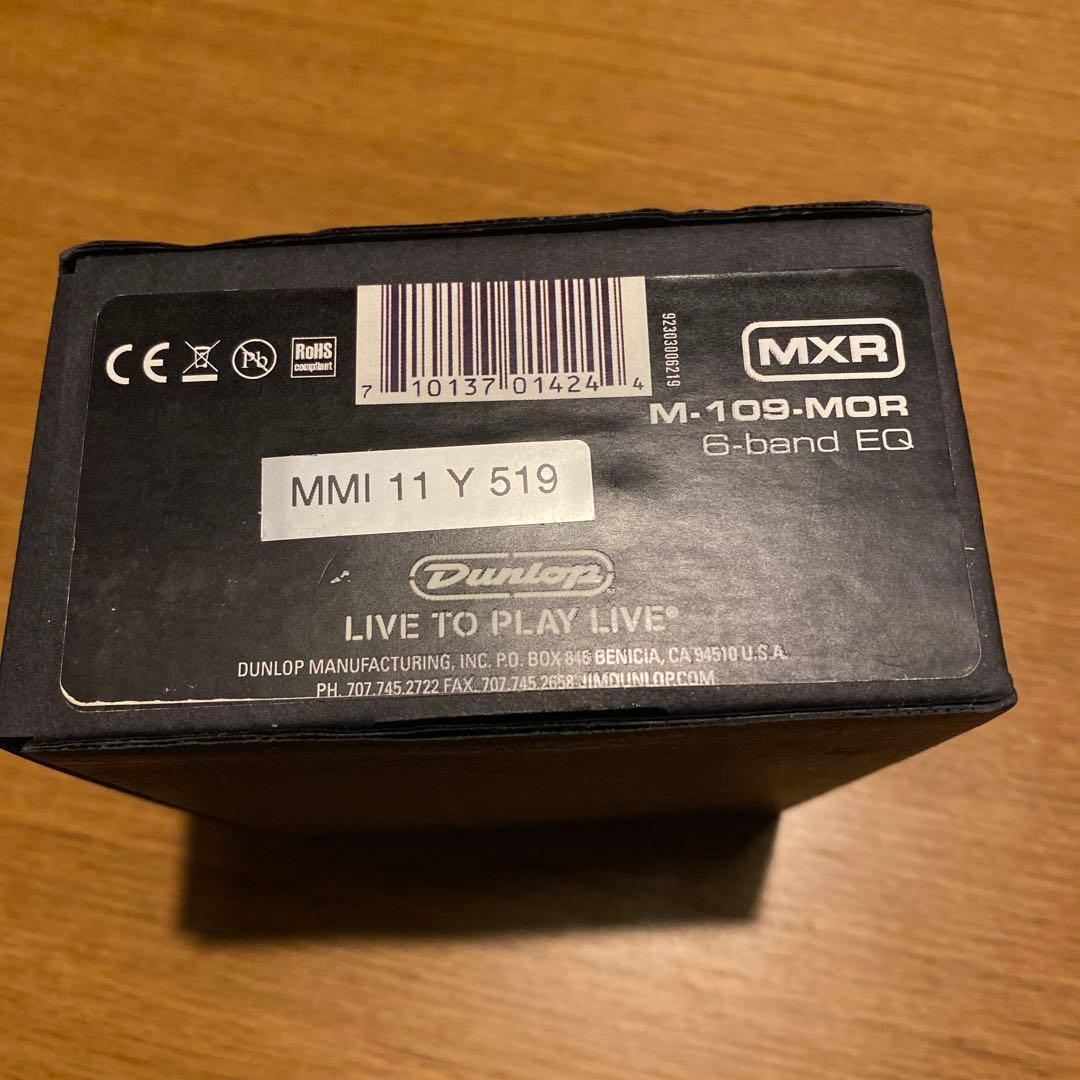 CE Pb RoHS
compliant
7 10137 01424 4
92303006219
MXR
M-109-MOR
6-band EQ
MMI 11 Y 519
Dunlop
LIVE TO PLAY LIVE®
DUNLOP MANUFACTURING, INC. P.O. BOX 846 BENICIA, CA 94510 U.S.A.
PH. 707.745.2722 FAX. 707.745.2658 JIMDUNLOP.COM